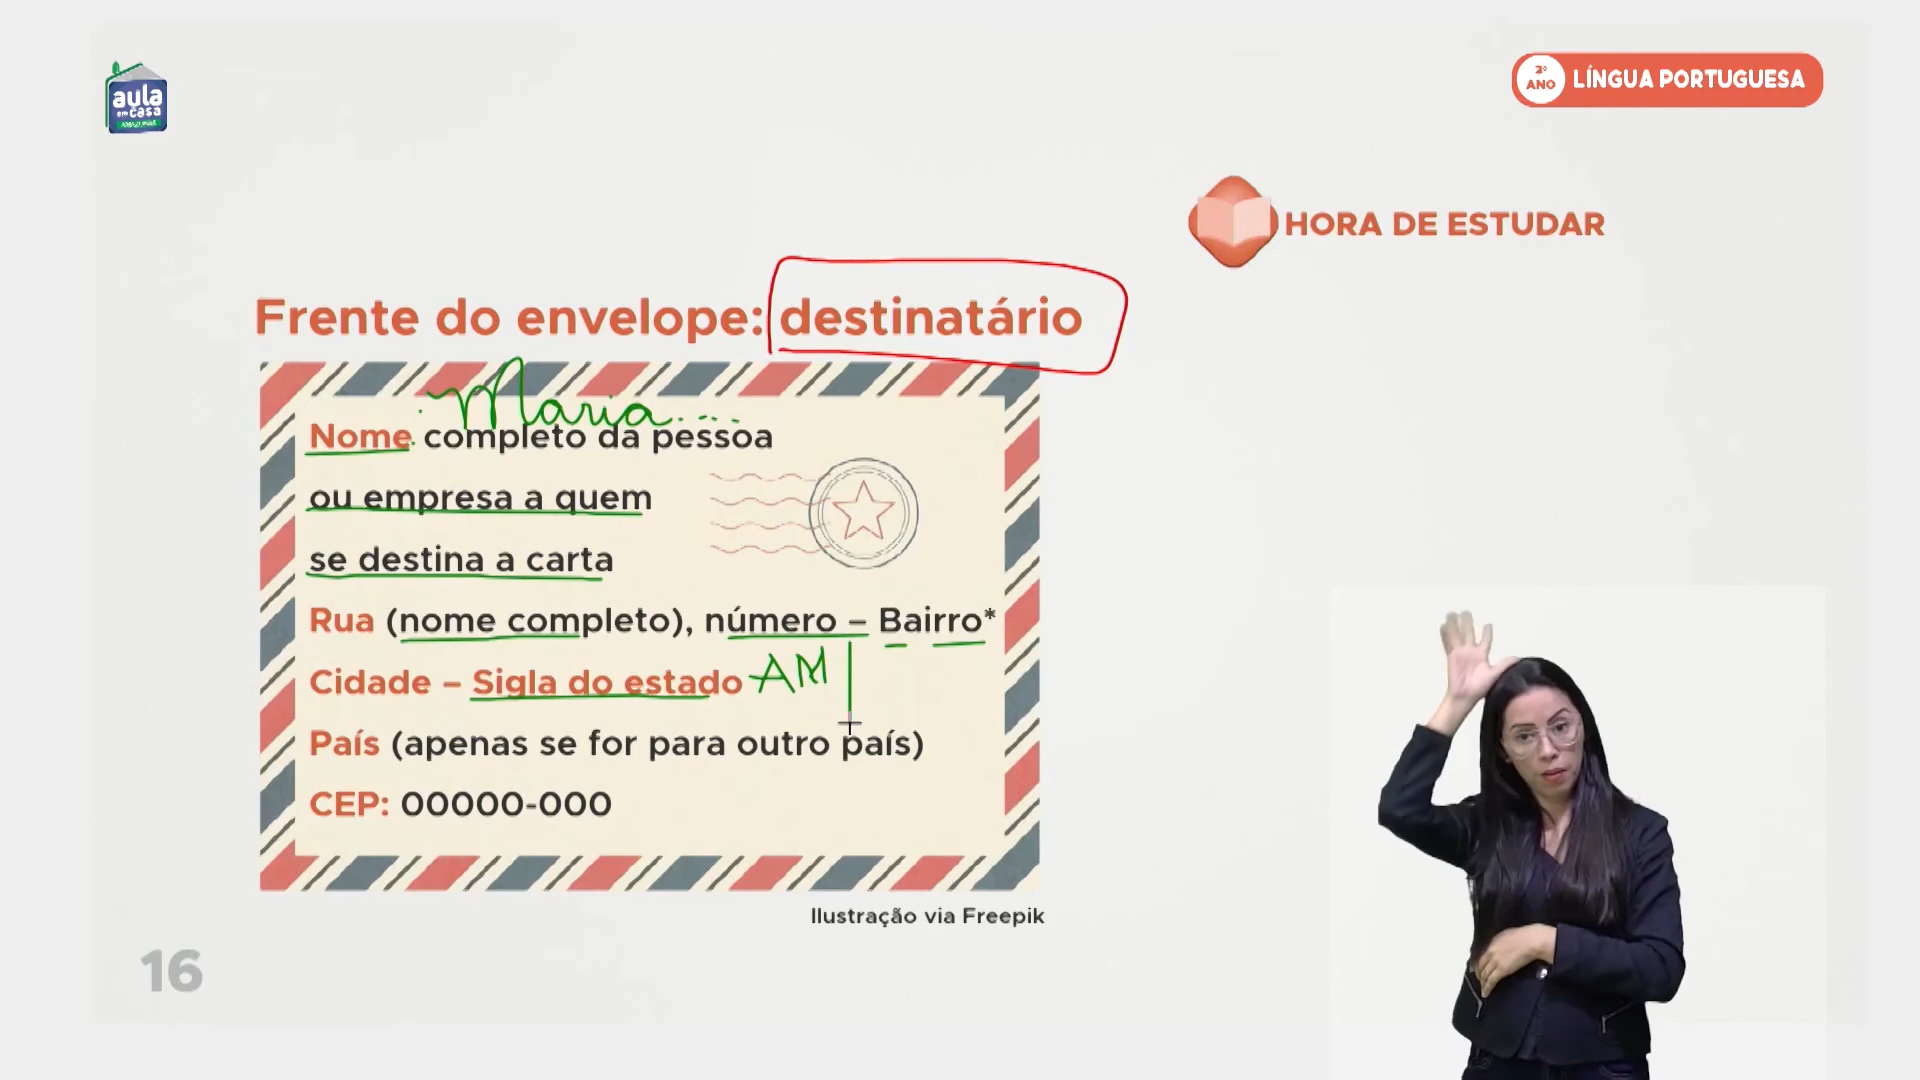 aula
em casa
2º
ANO
LÍNGUA PORTUGUESA
HORA DE ESTUDAR
Frente do envelope: destinatário
Maria....
Nome completo da pessoa
ou empresa a quem
se destina a carta
Rua (nome completo), número – Bairro*
Cidade – Sigla do estado AM
País (apenas se for para outro país)
CEP: 00000-000
Ilustração via Freepik
16